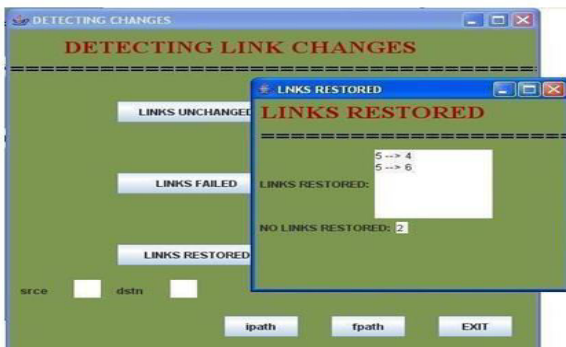 DETECTING CHANGES
DETECTING LINK CHANGES
====================
LINKS UNCHANGED
LINKS FAILED
LINKS RESTORED
srce
dstn
ipath
fpath
EXIT
LNKS RESTORED
LINKS RESTORED
====================
5 --> 4
5 --> 6
LINKS RESTORED:
NO LINKS RESTORED: 2